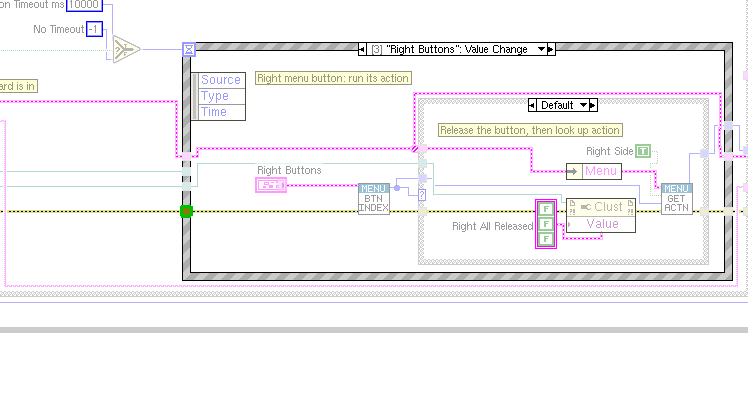 on Timeout ms
10000
No Timeout
-1
[3] "Right Buttons": Value Change
ard is in
Source
Type
Time
Right menu button: run its action
Default
Release the button, then look up action
Right Side
T
Right Buttons
Menu
MENU
BTN
INDEX
?
MENU
GET
ACTN
Clust
Value
Right All Released
F
F
F